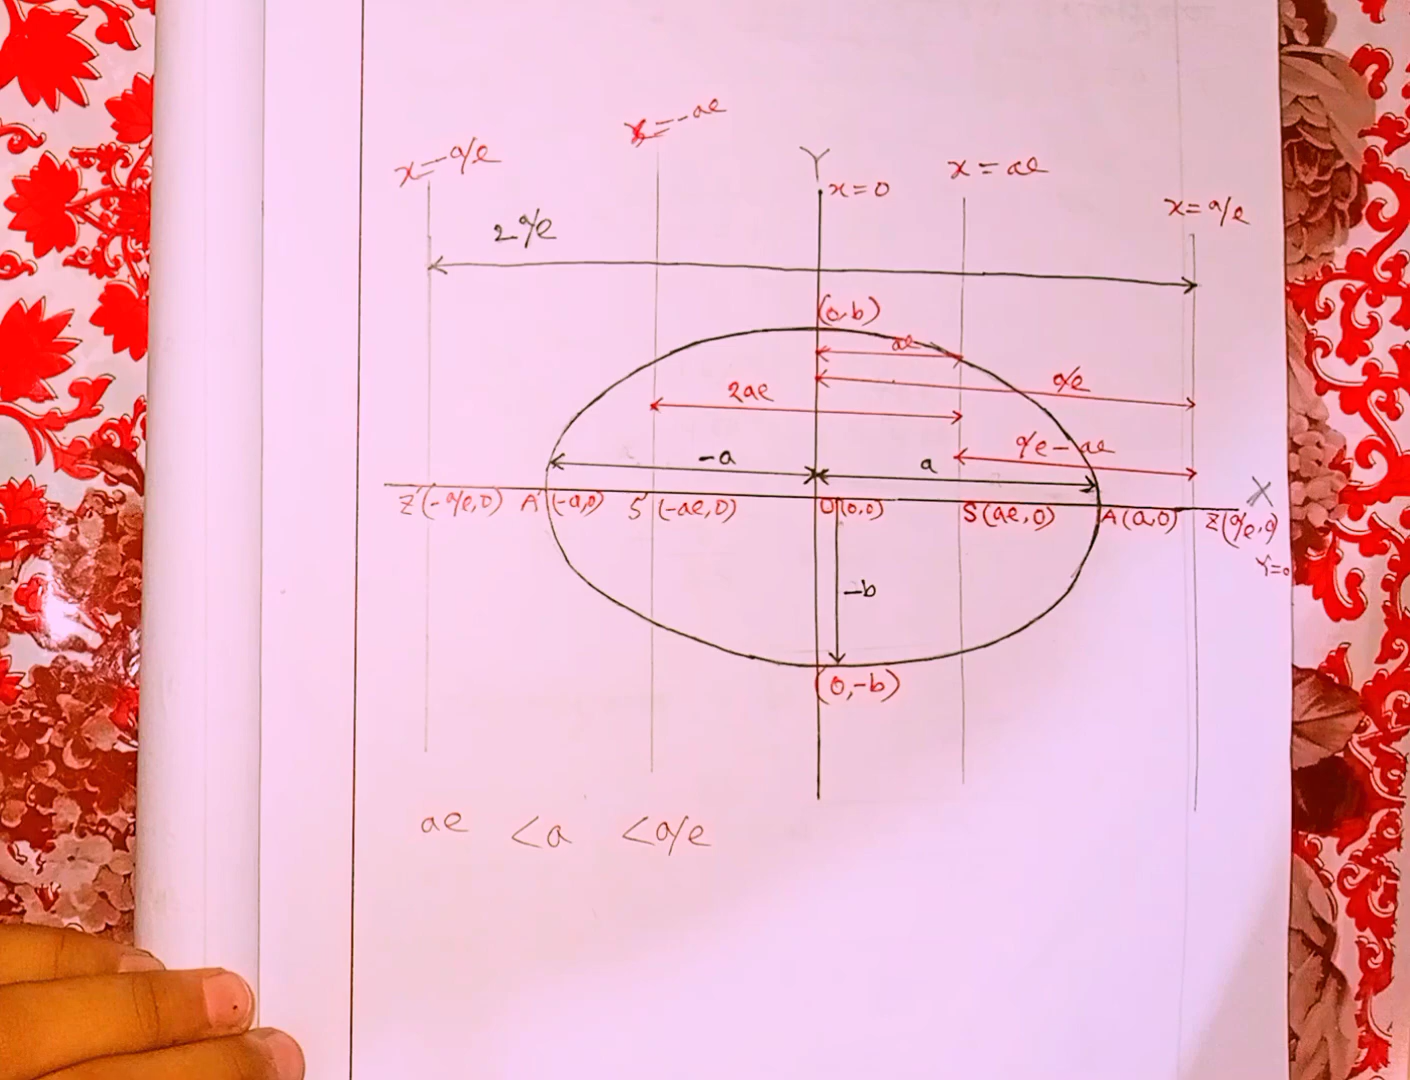 x=-ae
x=-a/e
Y
x=0
x=ae
x=a/e
2a/e
(0,b)
ae
a/e
2ae
a/e-ae
-a
a
X
Z'(-a/e,0) A'(-a,0) S'(-ae,0) O(0,0) S(ae,0) A(a,0) Z(a/e,0)
Y=0
-b
(0,-b)
ae <a <a/e